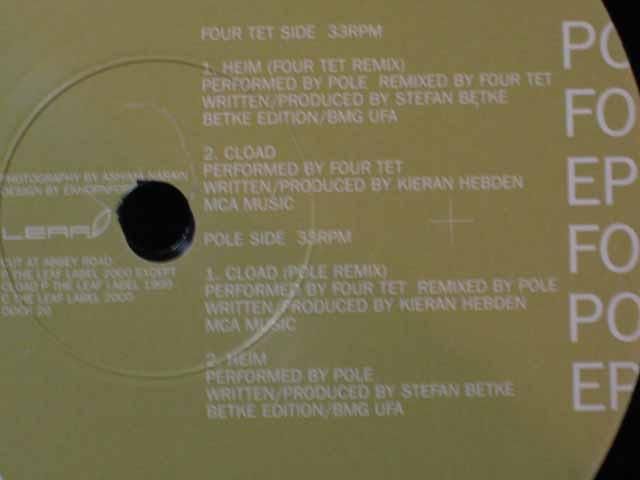 FOUR TET SIDE 33RPM
1. HEIM (FOUR TET REMIX)
PERFORMED BY POLE REMIXED BY FOUR TET
WRITTEN/PRODUCED BY STEFAN BETKE
BETKE EDITION/BMG UFA
2. CLOAD
PERFORMED BY FOUR TET
WRITTEN/PRODUCED BY KIERAN HEBDEN
MCA MUSIC
POLE SIDE 33RPM
1. CLOAD (POLE REMIX)
PERFORMED BY FOUR TET REMIXED BY POLE
WRITTEN/PRODUCED BY KIERAN HEBDEN
MCA MUSIC
2. HEIM
PERFORMED BY POLE
WRITTEN/PRODUCED BY STEFAN BETKE
BETKE EDITION/BMG UFA
PHOTOGRAPHY BY
DESIGN BY
LEAF
CUT AT ABBEY ROAD
P THE LEAF LABEL 2000 EXCEPT
CLOAD P THE LEAF LABEL 1999
C THE LEAF LABEL 2000
DOCK 20
PO
FO
EP
FO
PO
EP